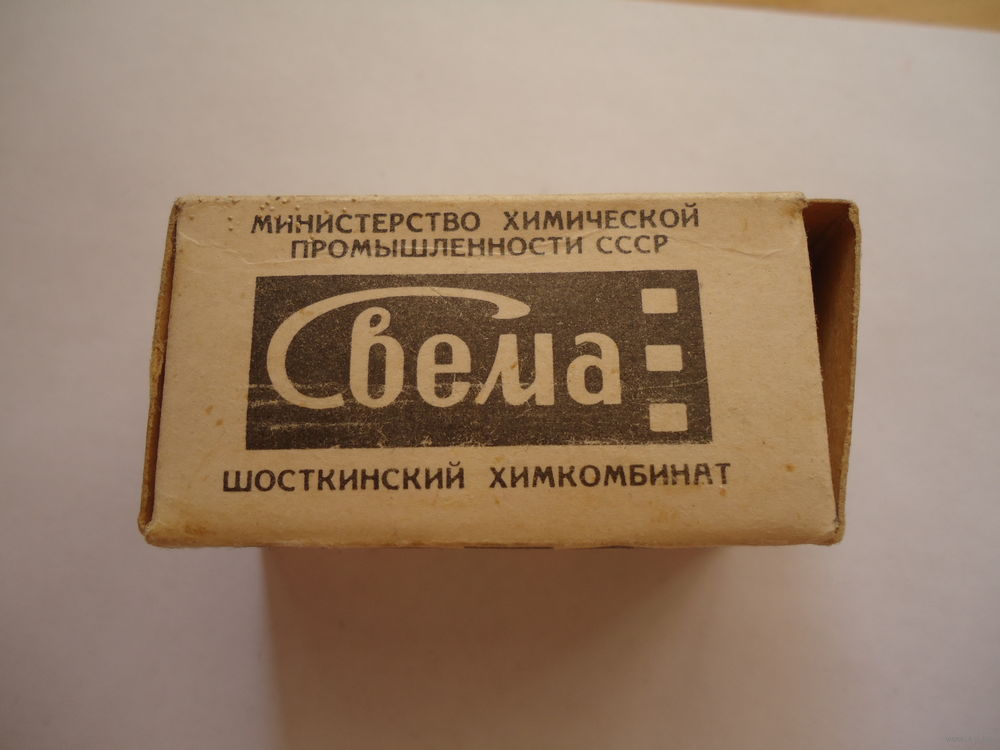 МИНИСТЕРСТВО ХИМИЧЕСКОЙ
ПРОМЫШЛЕННОСТИ СССР
Свема
ШОСТКИНСКИЙ ХИМКОМБИНАТ